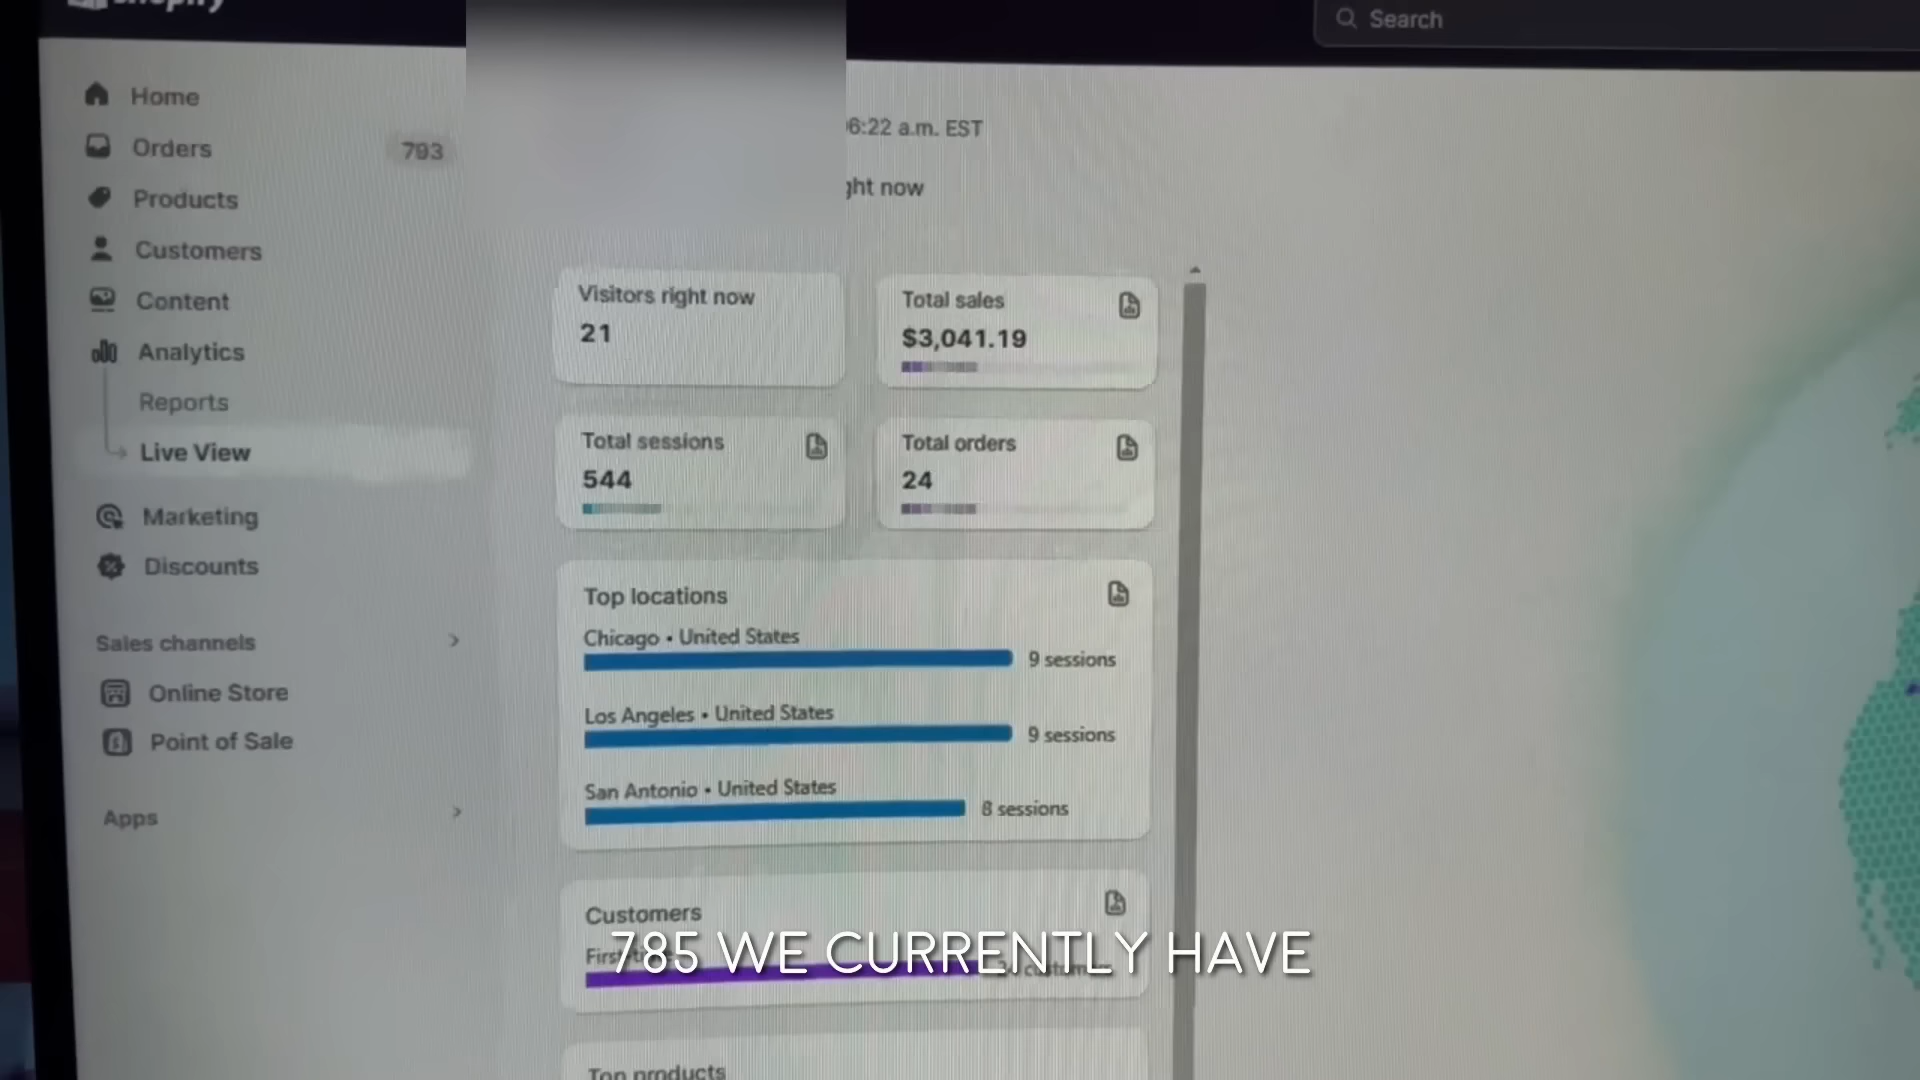 shopify
Search
Home
Orders 793
Products
Customers
Content
Analytics
Reports
Live View
Marketing
Discounts
Sales channels
Online Store
Point of Sale
Apps
6:22 a.m. EST
ght now
Visitors right now
21
Total sales
$3,041.19
Total sessions
544
Total orders
24
Top locations
Chicago • United States
9 sessions
Los Angeles • United States
9 sessions
San Antonio • United States
8 sessions
Customers
785 WE CURRENTLY HAVE
Top products